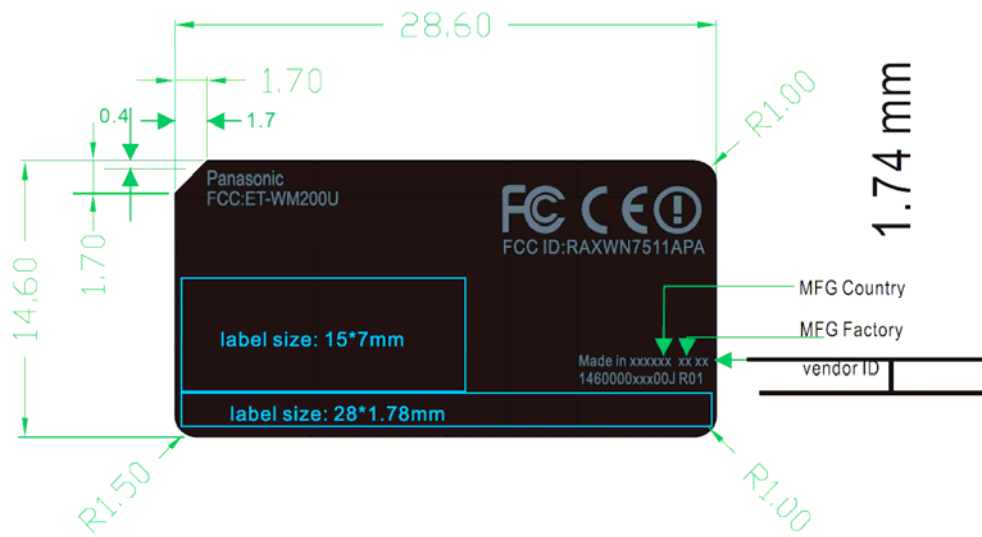 28.60
1.70
0.4
1.7
R1.00
1.74 mm
Panasonic
FCC:ET-WM200U
FC CE
FCC ID:RAXWN7511APA
14.60
1.70
MFG Country
label size: 15*7mm
MFG Factory
Made in xxxxxx xx xx
vendor ID
1460000xxx00J R01
label size: 28*1.78mm
R1.50
R1.00